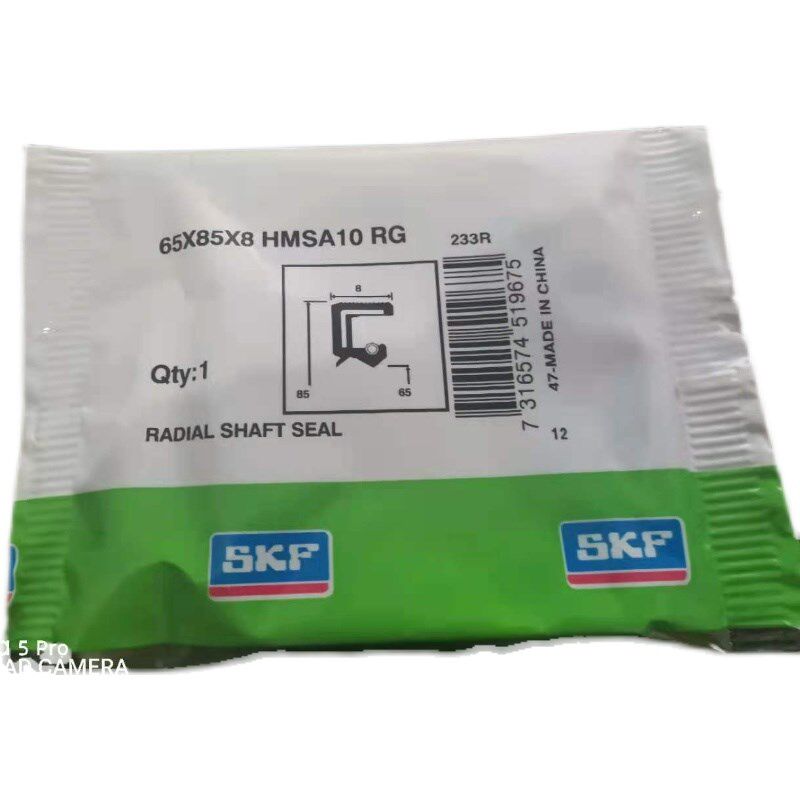 65X85X8 HMSA10 RG
233R
8
85
65
Qty:1
RADIAL SHAFT SEAL
7 316574 519675
47-MADE IN CHINA
12
SKF
SKF
5 Pro
CAMERA